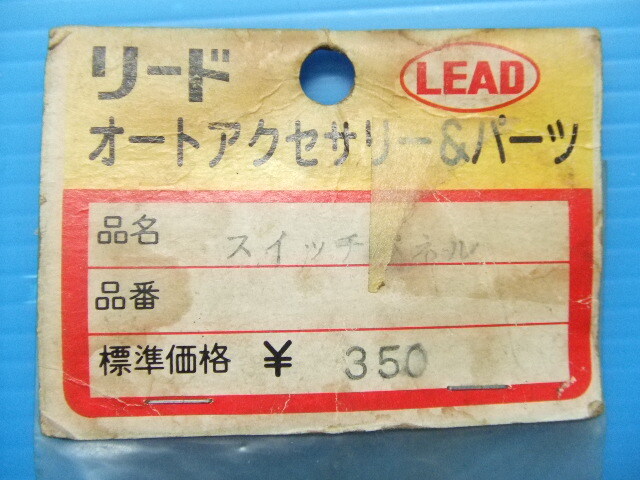 リード
LEAD
オートアクセサリー&パーツ
品名 スイッチパネル
品番
標準価格 ¥ 350